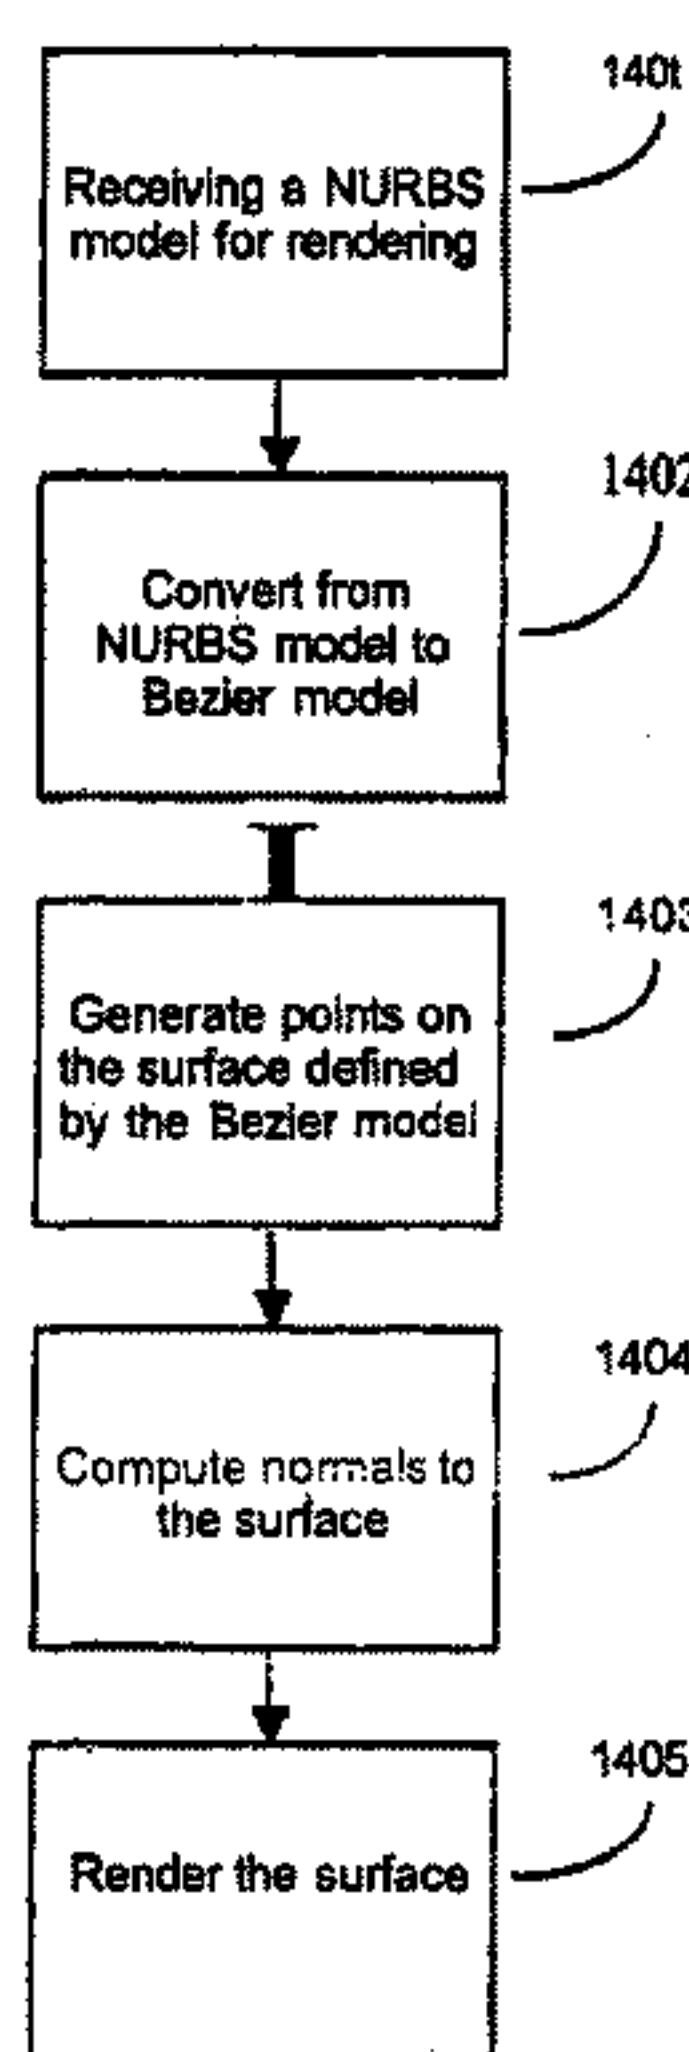 140t
Receiving a NURBS
model for rendering
1402
Convert from
NURBS model to
Bezier model
1403
Generate points on
the surface defined
by the Bezier model
1404
Compute normals to
the surface
1405
Render the surface